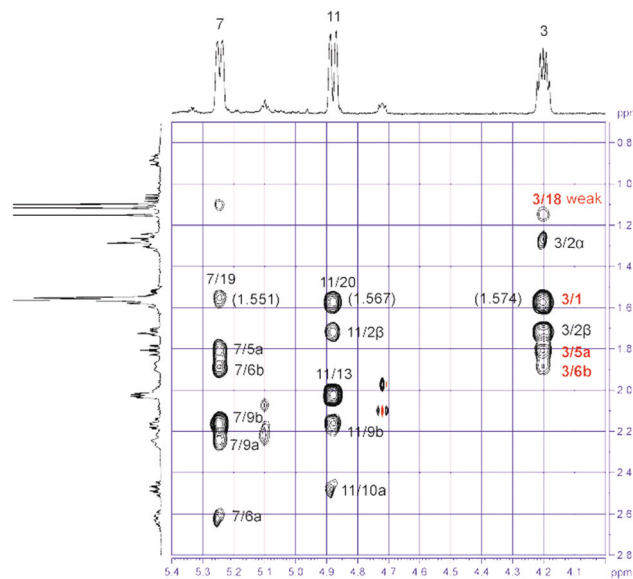 7 11 3
ppm
0.8
1.0
3/18 weak
1.2
3/2α
7/19 11/20
1.4
(1.551) (1.567) (1.574) 3/1
1.6
11/2β 3/2β
7/5a 3/5a
1.8
7/6b 3/6b
11/13
2.0
7/9b 11/9b
2.2
7/9a
2.4
11/10a
7/6a
2.6
2.8
5.4 5.3 5.2 5.1 5.0 4.9 4.8 4.7 4.6 4.5 4.4 4.3 4.2 4.1 ppm